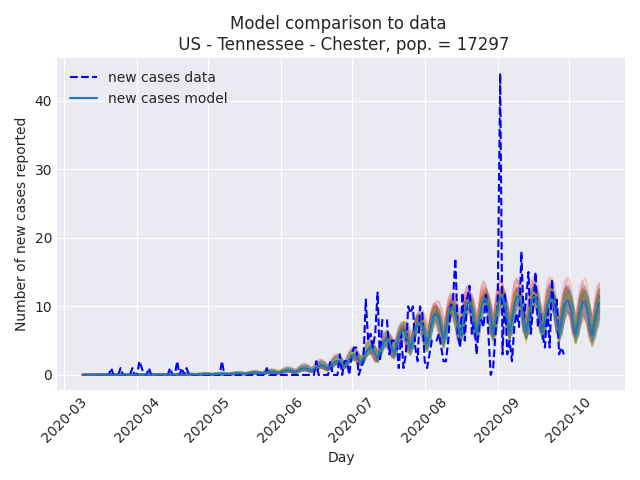 Model comparison to data
US - Tennessee - Chester, pop. = 17297
new cases data
new cases model
Number of new cases reported
40
30
20
10
0
2020-03
2020-04
2020-05
2020-06
2020-07
2020-08
2020-09
2020-10
Day